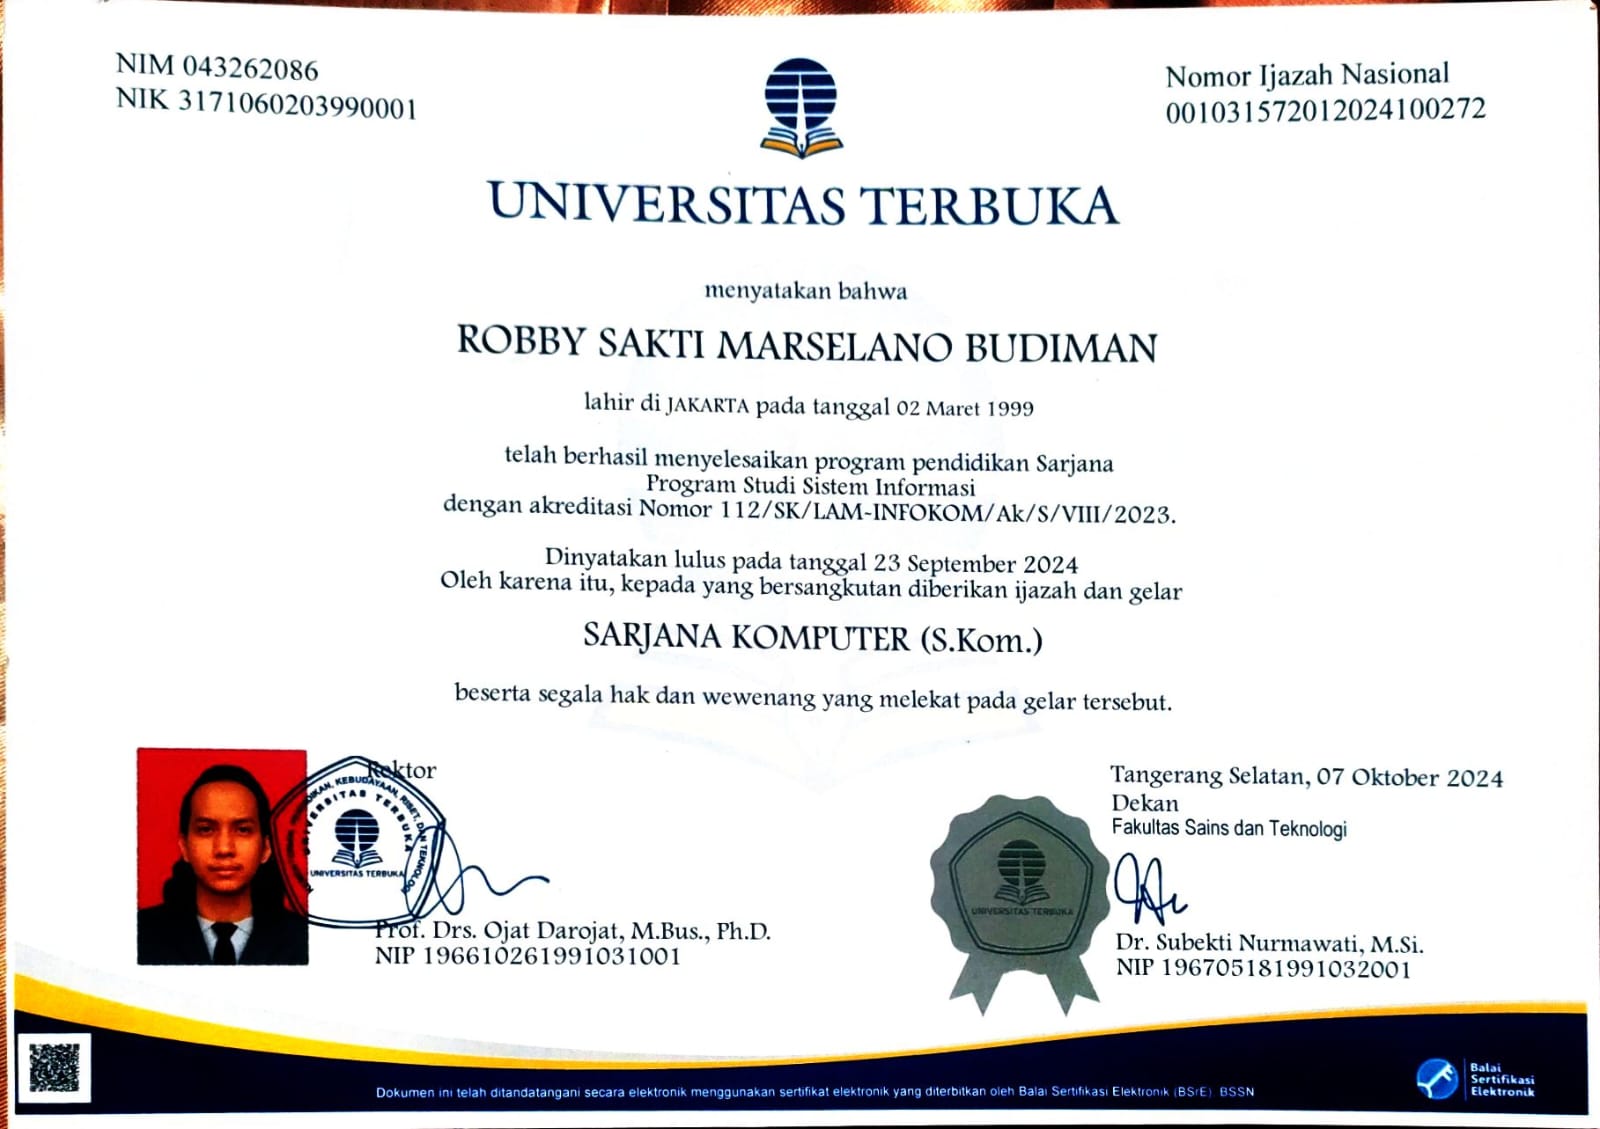 NIM 043262086
NIK 3171060203990001
Nomor Ijazah Nasional
001031572012024100272
UNIVERSITAS TERBUKA
menyatakan bahwa
ROBBY SAKTI MARSELANO BUDIMAN
lahir di JAKARTA pada tanggal 02 Maret 1999
telah berhasil menyelesaikan program pendidikan Sarjana
Program Studi Sistem Informasi
dengan akreditasi Nomor 112/SK/LAM-INFOKOM/Ak/S/VIII/2023.
Dinyatakan lulus pada tanggal 23 September 2024
Oleh karena itu, kepada yang bersangkutan diberikan ijazah dan gelar
SARJANA KOMPUTER (S.Kom.)
beserta segala hak dan wewenang yang melekat pada gelar tersebut.
Rektor
KEBUDAYAAN, RISET, DAN TEKNOLOGI
UNIVERSITAS TERBUKA
UNIVERSITAS TERBUKA
Prof. Drs. Ojat Darojat, M.Bus., Ph.D.
NIP 196610261991031001
UNIVERSITAS TERBUKA
Tangerang Selatan, 07 Oktober 2024
Dekan
Fakultas Sains dan Teknologi
Dr. Subekti Nurmawati, M.Si.
NIP 196705181991032001
Dokumen ini telah ditandatangani secara elektronik menggunakan sertifikat elektronik yang diterbitkan oleh Balai Sertifikasi Elektronik (BSrE), BSSN
Balai
Sertifikasi
Elektronik